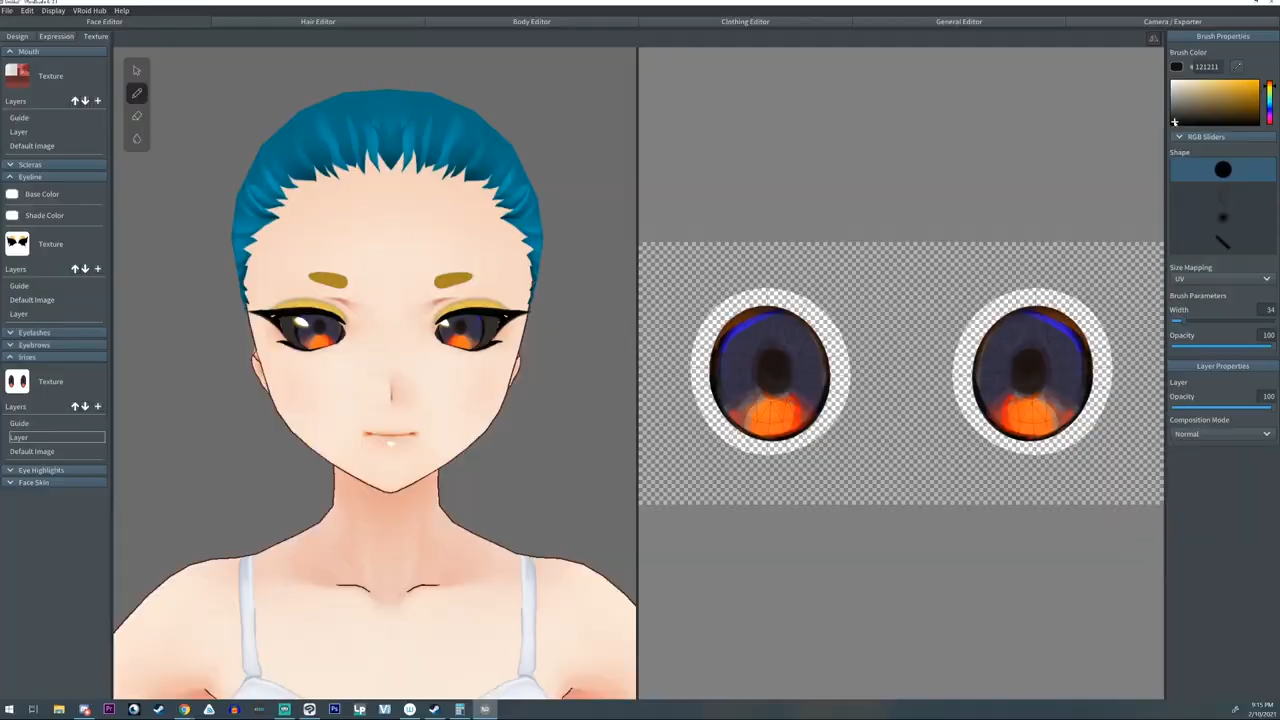 File Edit Display VRoid Hub Help
Face Editor Hair Editor Body Editor Clothing Editor General Editor Camera / Exporter
Design Expression Texture
Mouth
Texture
Layers
Guide
Layer
Default Image
Scleras
Eyeline
Base Color
Shade Color
Texture
Layers
Guide
Default Image
Layer
Eyelashes
Eyebrows
Irises
Texture
Layers
Guide
Layer
Default Image
Eye Highlights
Face Skin
Brush Properties
Brush Color
# 121211
RGB Sliders
Shape
Size Mapping
UV
Brush Parameters
Width 34
Opacity 100
Layer Properties
Layer
Opacity 100
Composition Mode
Normal
9:15 PM
2/10/2021